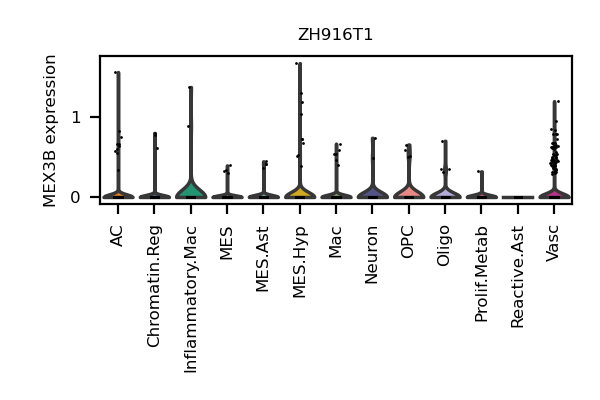 ZH916T1
MEX3B expression
1
0
AC
Chromatin.Reg
Inflammatory.Mac
MES
MES.Ast
MES.Hyp
Mac
Neuron
OPC
Oligo
Prolif.Metab
Reactive.Ast
Vasc